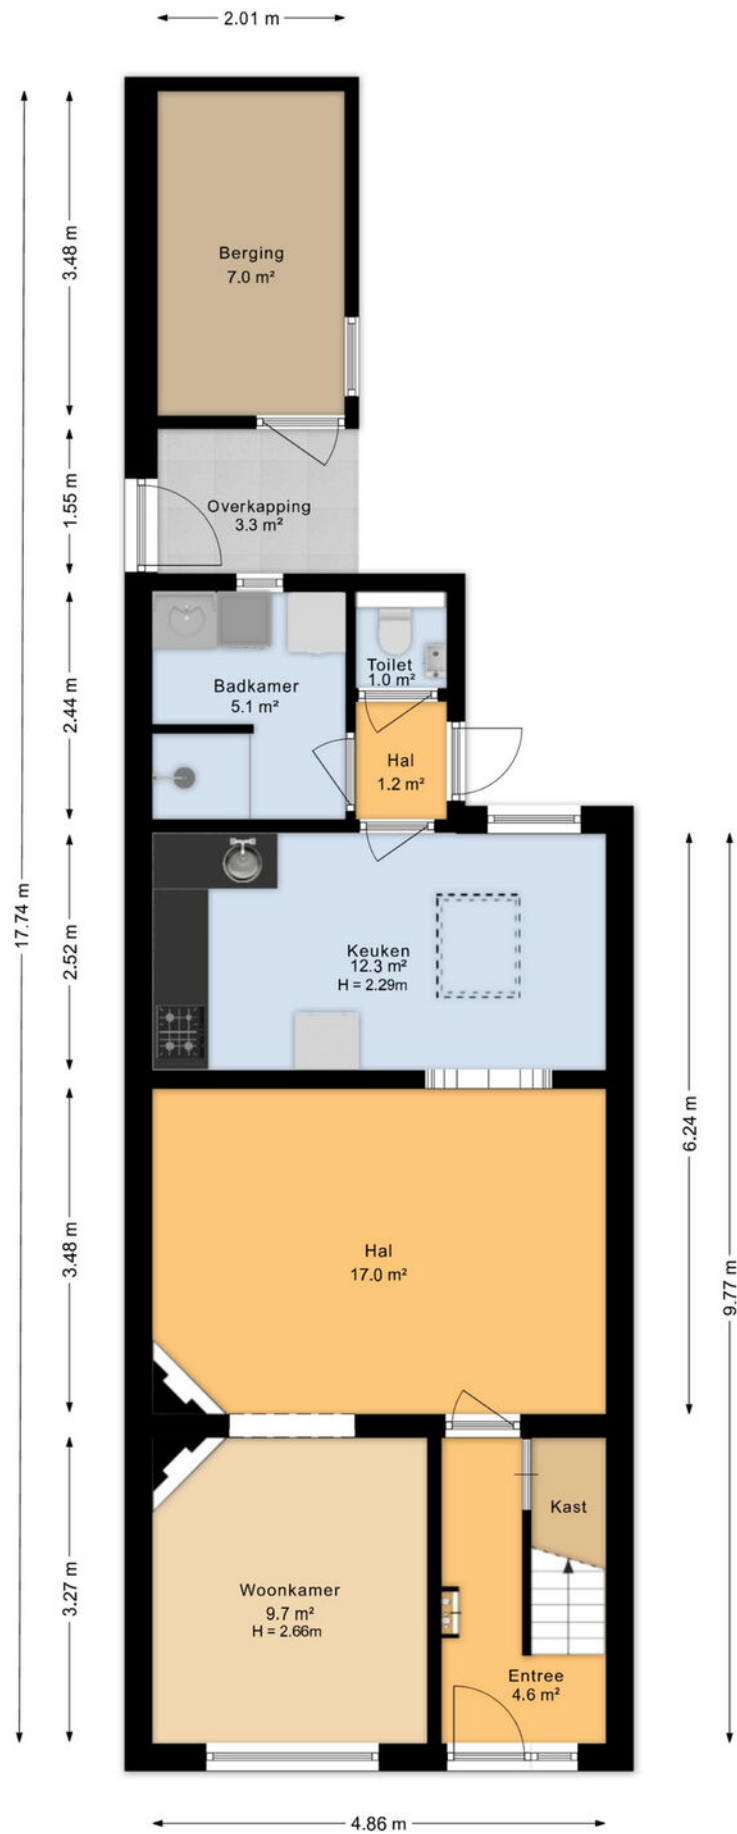 2.01 m
3.48 m
Berging
7.0 m²
1.55 m
Overkapping
3.3 m²
2.44 m
Badkamer
5.1 m²
Toilet
1.0 m²
Hal
1.2 m²
17.74 m
2.52 m
Keuken
12.3 m²
H = 2.29m
6.24 m
3.48 m
Hal
17.0 m²
9.77 m
3.27 m
Kast
Woonkamer
9.7 m²
H = 2.66m
Entree
4.6 m²
4.86 m